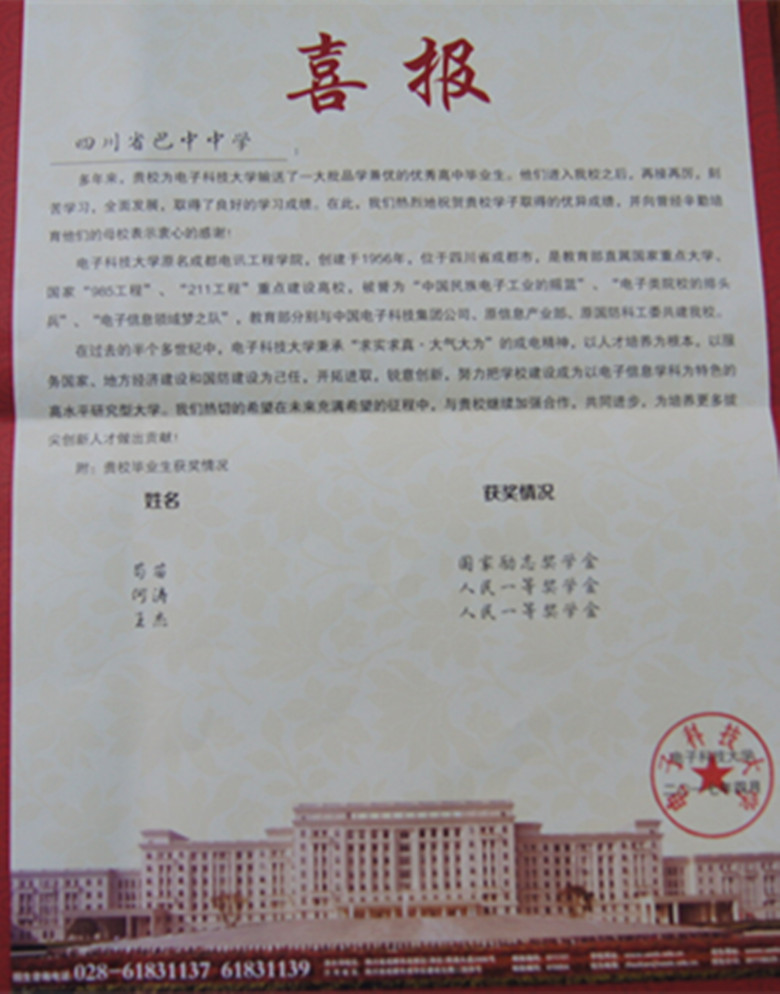 喜报
四川省巴中中学：
多年来，贵校为电子科技大学输送了一大批品学兼优的优秀高中毕业生。他们进入我校之后，再接再厉，刻
苦学习，全面发展，取得了良好的学习成绩。在此，我们热烈地祝贺贵校学子取得的优异成绩，并向曾经辛勤培
育他们的母校表示衷心的感谢！
电子科技大学原名成都电讯工程学院，创建于1956年，位于四川省成都市，是教育部直属国家重点大学、
国家“985工程”、“211工程”重点建设高校，被誉为“中国民族电子工业的摇篮”、“电子类院校的排头
兵”、“电子信息领域梦之队”，教育部分别与中国电子科技集团公司、原信息产业部、原国防科工委共建我校。
在过去的半个多世纪中，电子科技大学秉承“求实求真·大气大为”的成电精神，以人才培养为根本，以服
务国家、地方经济建设和国防建设为己任，开拓进取，锐意创新，努力把学校建设成为以电子信息学科为特色的
高水平研究型大学。我们热切的希望在未来充满希望的征程中，与贵校继续加强合作，共同进步，为培养更多拔
尖创新人才做出贡献！
附：贵校毕业生获奖情况
姓名 获奖情况
苟苗 国家励志奖学金
何涛 人民一等奖学金
王杰 人民一等奖学金
电子科技大学
二〇一七年四月
电子科技大学
招生咨询电话 028-61831137 61831139